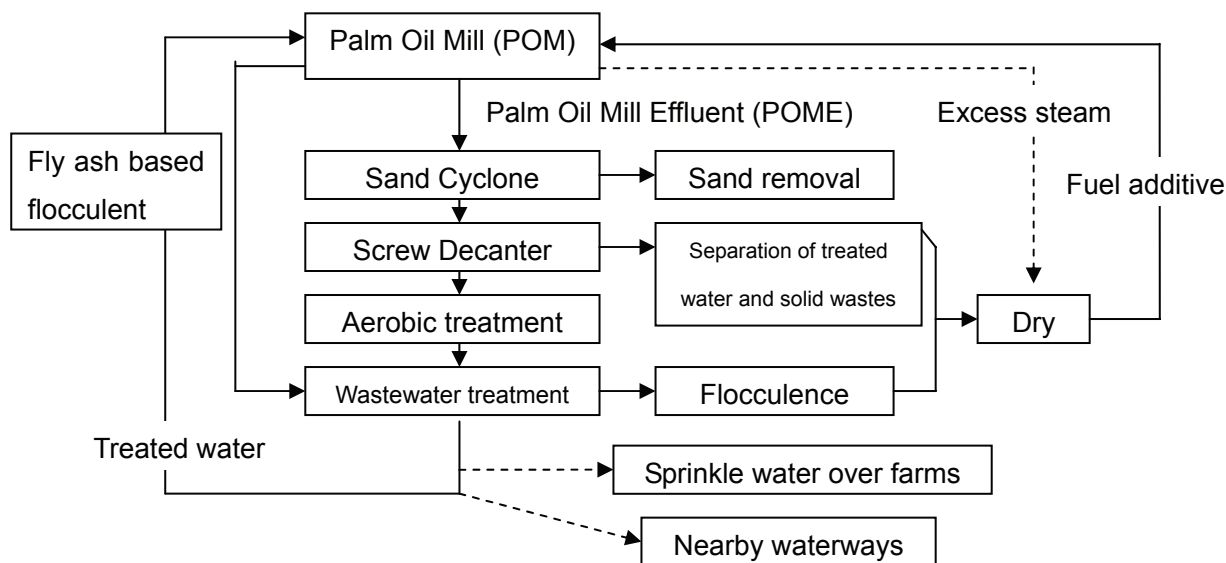 Palm Oil Mill (POM)
Palm Oil Mill Effluent (POME)
Excess steam
Fly ash based
flocculent
Sand Cyclone
Sand removal
Fuel additive
Screw Decanter
Separation of treated
water and solid wastes
Aerobic treatment
Dry
Wastewater treatment
Flocculence
Treated water
Sprinkle water over farms
Nearby waterways